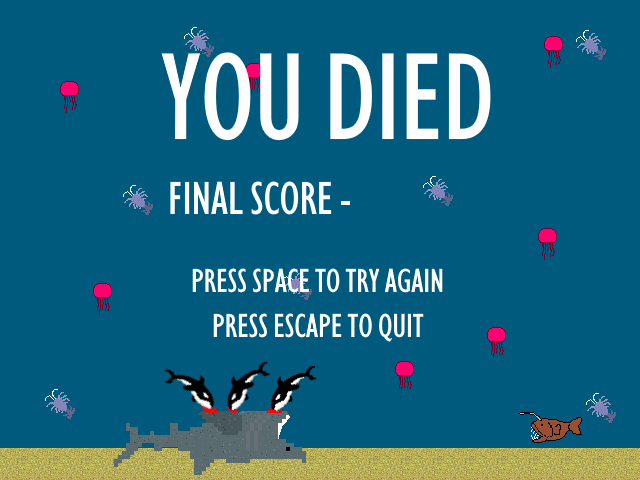 YOU DIED
FINAL SCORE -
PRESS SPACE TO TRY AGAIN
PRESS ESCAPE TO QUIT